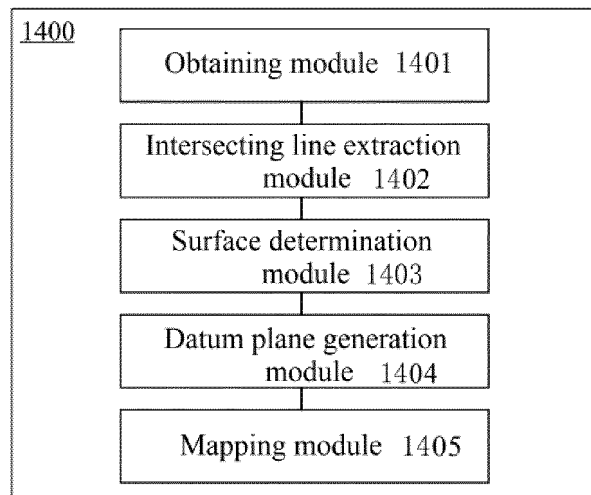 1400
Obtaining module 1401
Intersecting line extraction
module 1402
Surface determination
module 1403
Datum plane generation
module 1404
Mapping module 1405